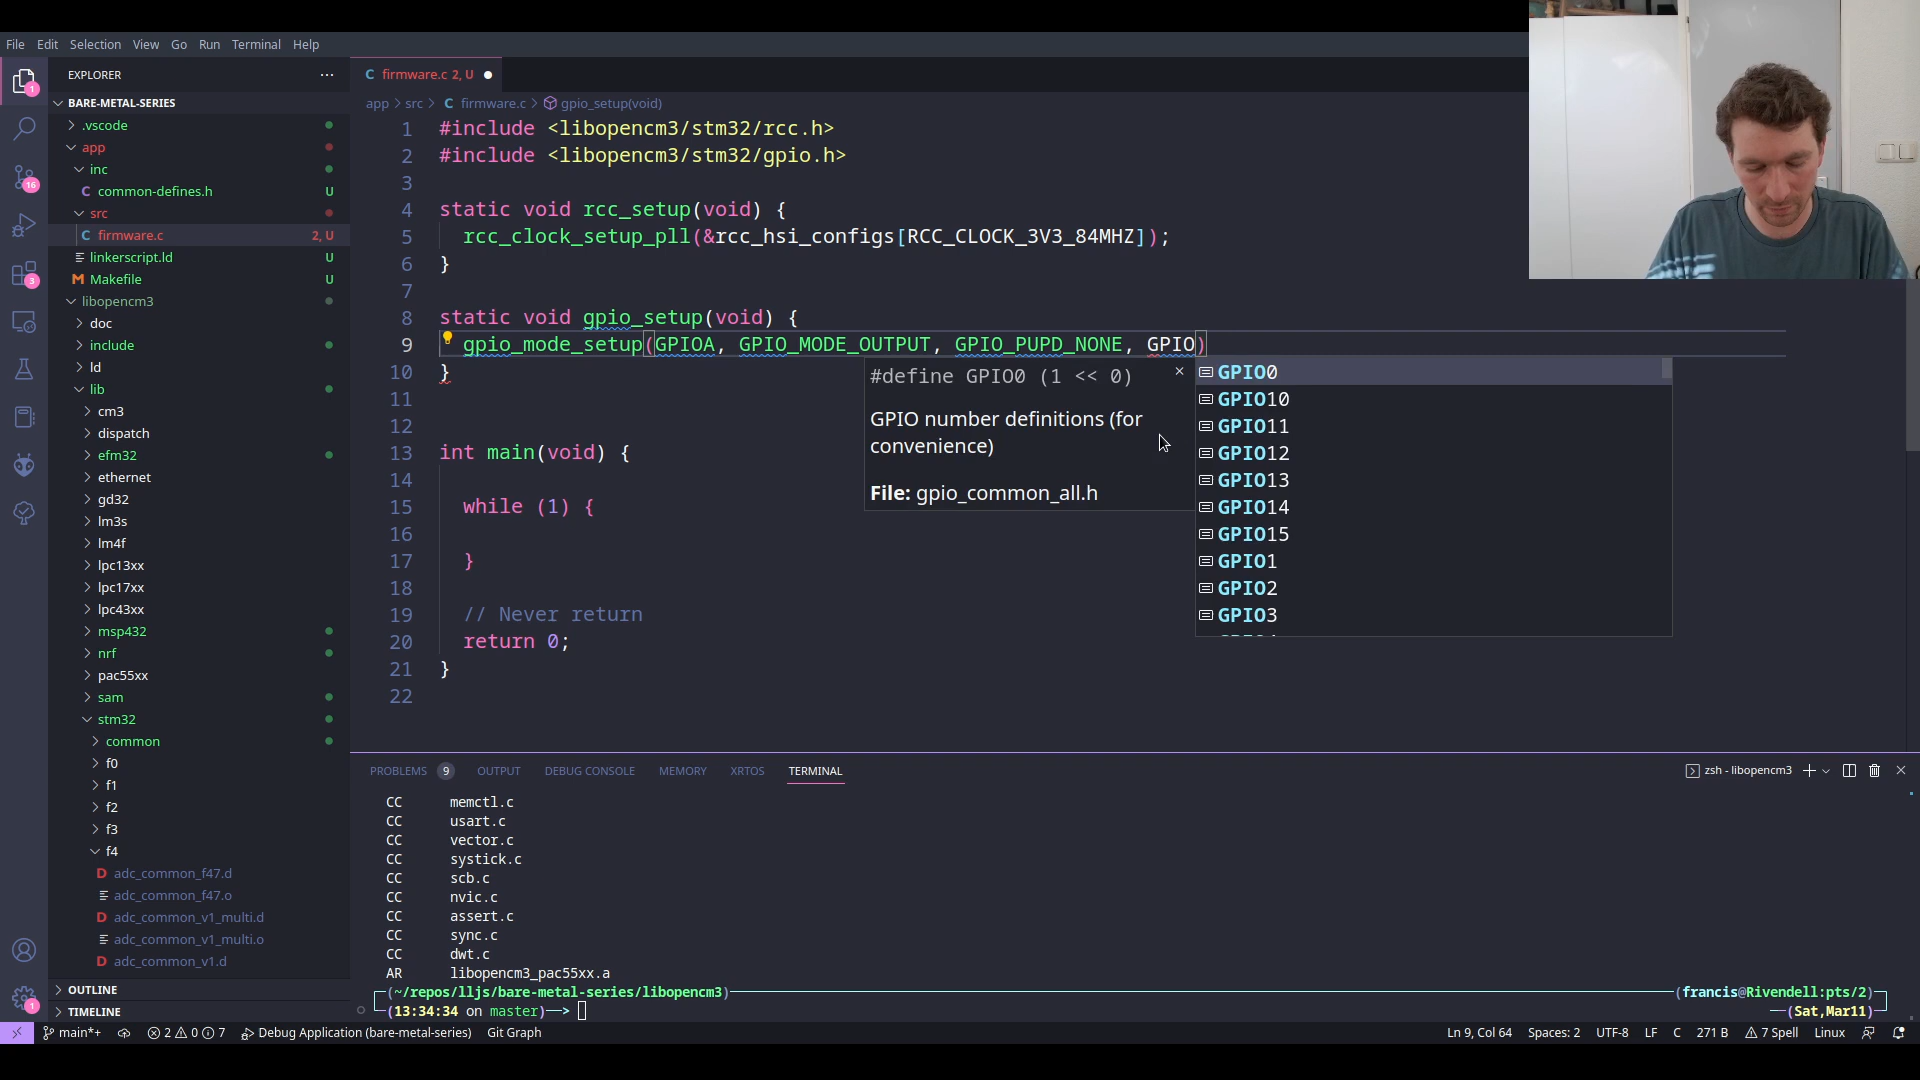 File Edit Selection View Go Run Terminal Help
EXPLORER
BARE-METAL-SERIES
.vscode
app
inc
C common-defines.h U
src
C firmware.c 2, U
linkerscript.ld U
M Makefile U
libopencm3
doc
include
ld
lib
cm3
dispatch
efm32
ethernet
gd32
lm3s
lm4f
lpc13xx
lpc17xx
lpc43xx
msp432
nrf
pac55xx
sam
stm32
common
f0
f1
f2
f3
f4
D adc_common_f47.d
adc_common_f47.o
D adc_common_v1_multi.d
adc_common_v1_multi.o
D adc_common_v1.d
OUTLINE
TIMELINE
1
16
3
1
C firmware.c 2, U
app > src > C firmware.c > gpio_setup(void)
1 #include <libopencm3/stm32/rcc.h>
2 #include <libopencm3/stm32/gpio.h>
3
4 static void rcc_setup(void) {
5 rcc_clock_setup_pll(&rcc_hsi_configs[RCC_CLOCK_3V3_84MHZ]);
6 }
7
8 static void gpio_setup(void) {
9 gpio_mode_setup(GPIOA, GPIO_MODE_OUTPUT, GPIO_PUPD_NONE, GPIO)
10 }
11
12
13 int main(void) {
14
15 while (1) {
16
17 }
18
19 // Never return
20 return 0;
21 }
22
#define GPIO0 (1 << 0)
GPIO number definitions (for
convenience)
File: gpio_common_all.h
GPIO0
GPIO10
GPIO11
GPIO12
GPIO13
GPIO14
GPIO15
GPIO1
GPIO2
GPIO3
PROBLEMS 9 OUTPUT DEBUG CONSOLE MEMORY XRTOS TERMINAL
zsh - libopencm3
CC memctl.c
CC usart.c
CC vector.c
CC systick.c
CC scb.c
CC nvic.c
CC assert.c
CC sync.c
CC dwt.c
AR libopencm3_pac55xx.a
(~/repos/lljs/bare-metal-series/libopencm3) (francis@Rivendell:pts/2)
(13:34:34 on master)──> (Sat,Mar11)
main*+ 2 0 7 Debug Application (bare-metal-series) Git Graph
Ln 9, Col 64 Spaces: 2 UTF-8 LF C 271 B 7 Spell Linux